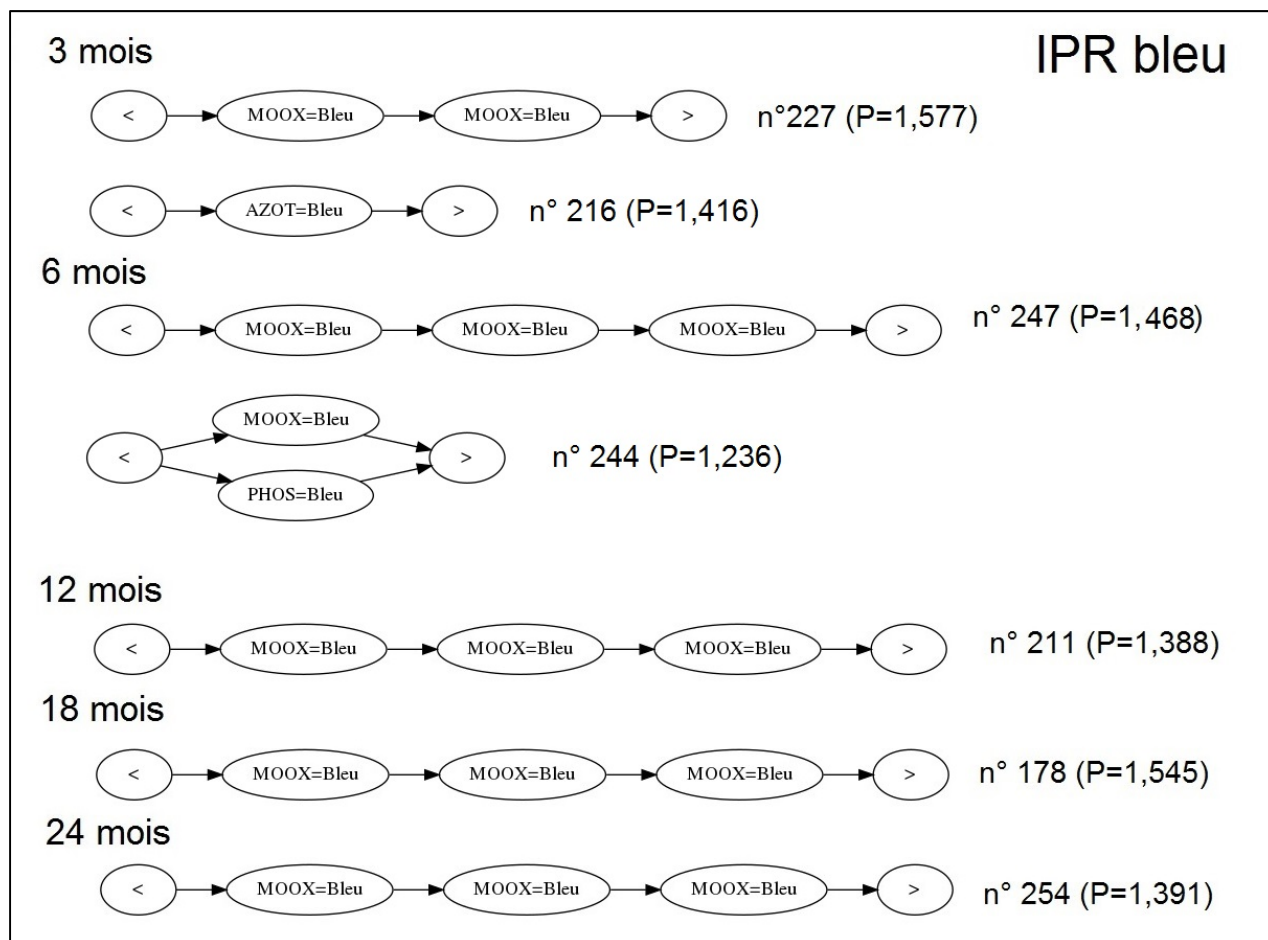 3 mois
IPR bleu
< MOOX=Bleu MOOX=Bleu > n°227 (P=1,577)
< AZOT=Bleu > n° 216 (P=1,416)
6 mois
< MOOX=Bleu MOOX=Bleu MOOX=Bleu > n° 247 (P=1,468)
MOOX=Bleu
< > n° 244 (P=1,236)
PHOS=Bleu
12 mois
< MOOX=Bleu MOOX=Bleu MOOX=Bleu > n° 211 (P=1,388)
18 mois
< MOOX=Bleu MOOX=Bleu MOOX=Bleu > n° 178 (P=1,545)
24 mois
< MOOX=Bleu MOOX=Bleu MOOX=Bleu > n° 254 (P=1,391)